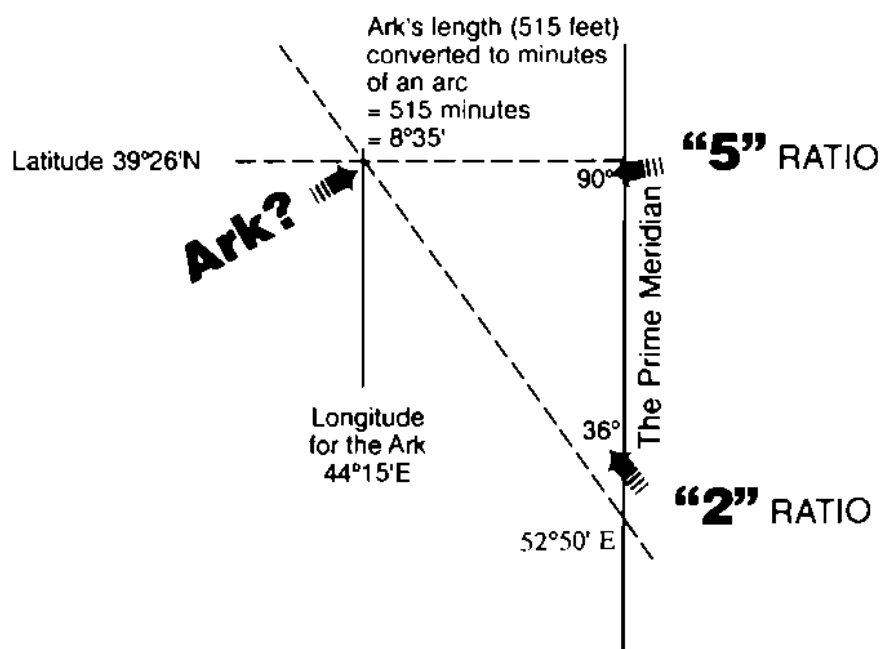 Ark's length (515 feet)
converted to minutes
of an arc
= 515 minutes
= 8°35'
Latitude 39°26'N
90°
"5" RATIO
Ark?
The Prime Meridian
Longitude
for the Ark
44°15'E
36°
"2" RATIO
52°50' E